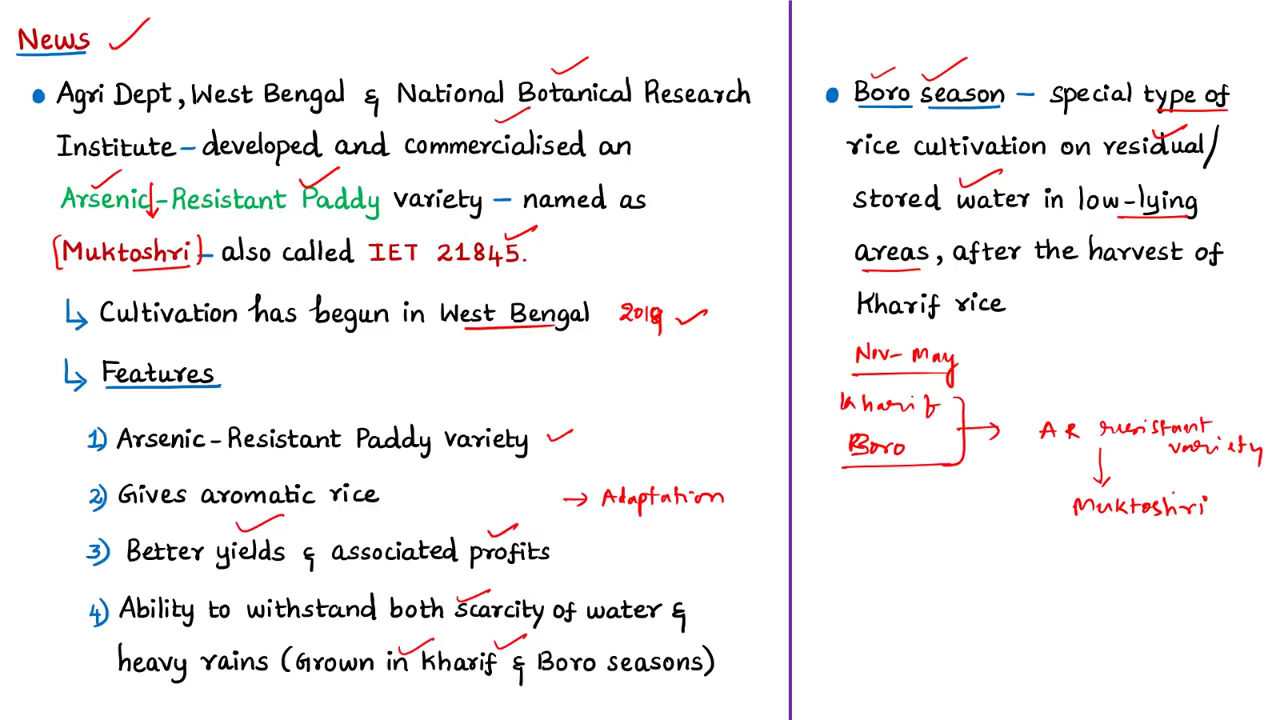 News
• Agri Dept, West Bengal & National Botanical Research
Institute – developed and commercialised an
Arsenic-Resistant Paddy variety – named as
[Muktoshri] – also called IET 21845.
↳ Cultivation has begun in West Bengal 2019
↳ Features
1) Arsenic-Resistant Paddy variety
2) Gives aromatic rice
→ Adaptation
3) Better yields & associated profits
4) Ability to withstand both scarcity of water &
heavy rains (Grown in Kharif & Boro seasons)
• Boro season – special type of
rice cultivation on residual/
stored water in low-lying
areas, after the harvest of
Kharif rice
Nov- May
Kharif
Boro
→ AR resistant
variety
Muktoshri